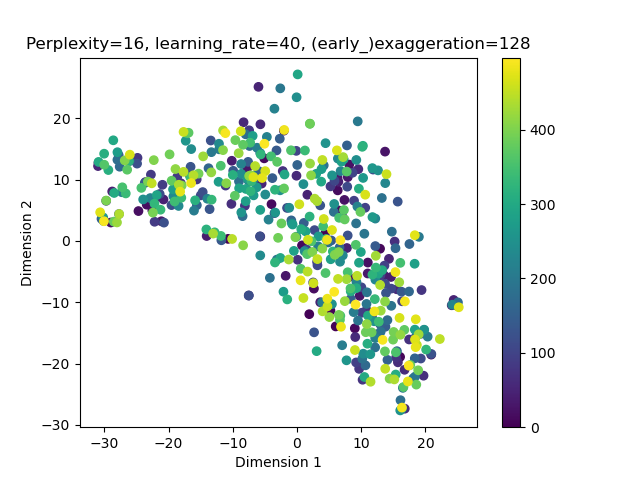 Perplexity=16, learning_rate=40, (early_)exaggeration=128
20
10
0
−10
−20
−30
Dimension 2
−30 −20 −10 0 10 20
Dimension 1
400
300
200
100
0